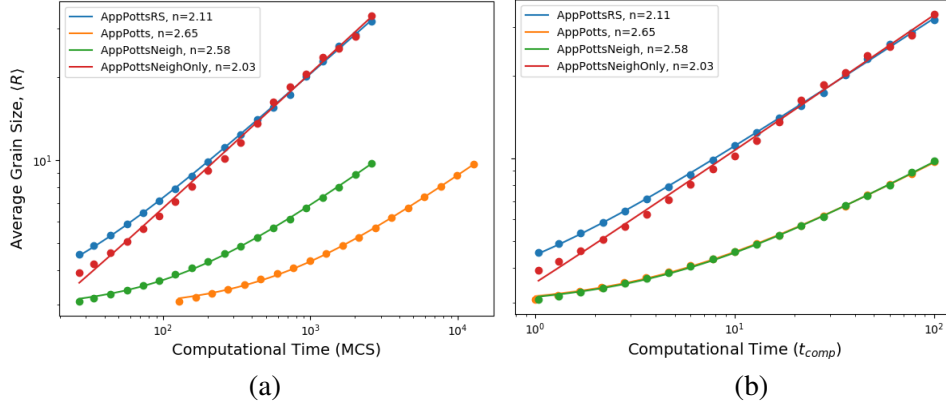 AppPottsRS, n=2.11
AppPotts, n=2.65
AppPottsNeigh, n=2.58
AppPottsNeighOnly, n=2.03
Average Grain Size, ⟨R⟩
10¹
10² 10³ 10⁴
Computational Time (MCS)
(a)
AppPottsRS, n=2.11
AppPotts, n=2.65
AppPottsNeigh, n=2.58
AppPottsNeighOnly, n=2.03
10⁰ 10¹ 10²
Computational Time (t_comp)
(b)